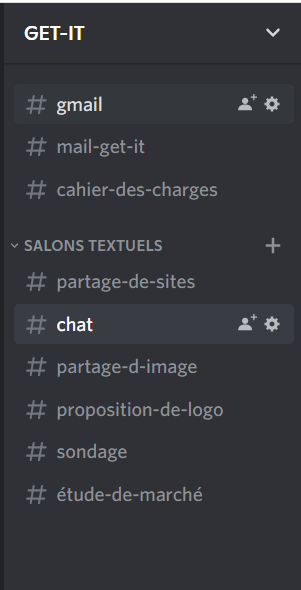 GET-IT
# gmail
# mail-get-it
# cahier-des-charges
SALONS TEXTUELS
# partage-de-sites
# chat
# partage-d-image
# proposition-de-logo
# sondage
# étude-de-marché